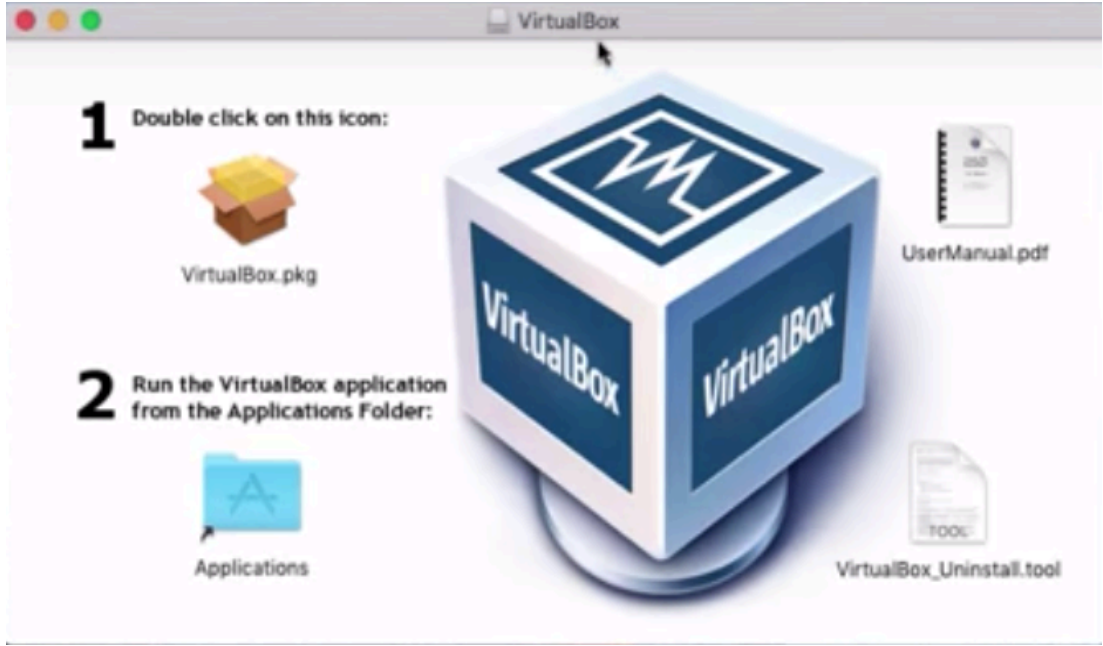 VirtualBox
1 Double click on this icon:
VirtualBox.pkg
2 Run the VirtualBox application
from the Applications Folder:
Applications
VirtualBox
VirtualBox
UserManual.pdf
TOOL
VirtualBox_Uninstall.tool